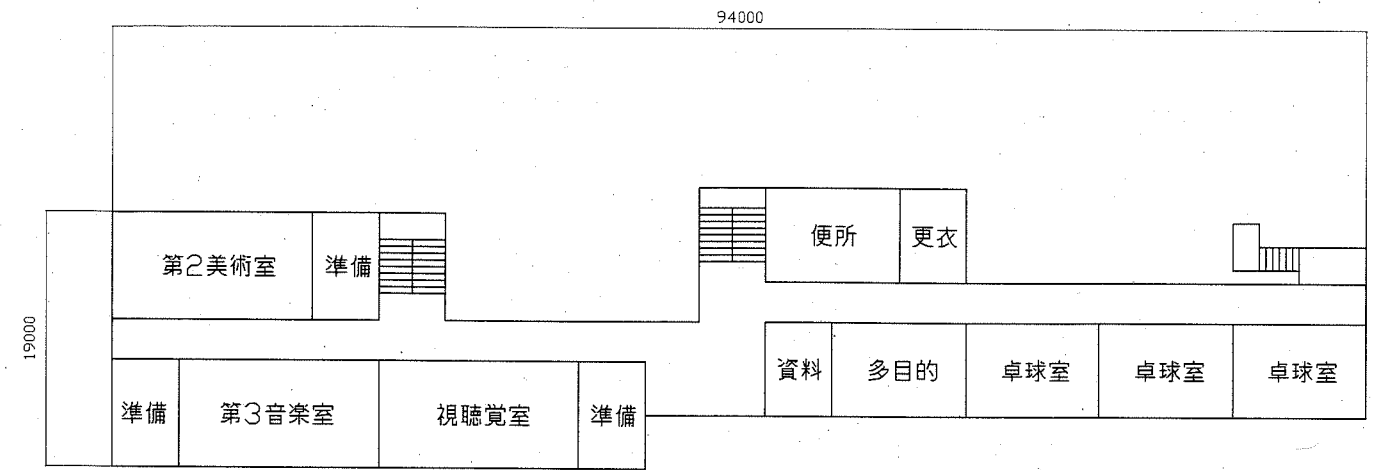 94000
19000
便所
更衣
第2美術室
準備
資料
多目的
卓球室
卓球室
卓球室
準備
第3音楽室
視聴覚室
準備